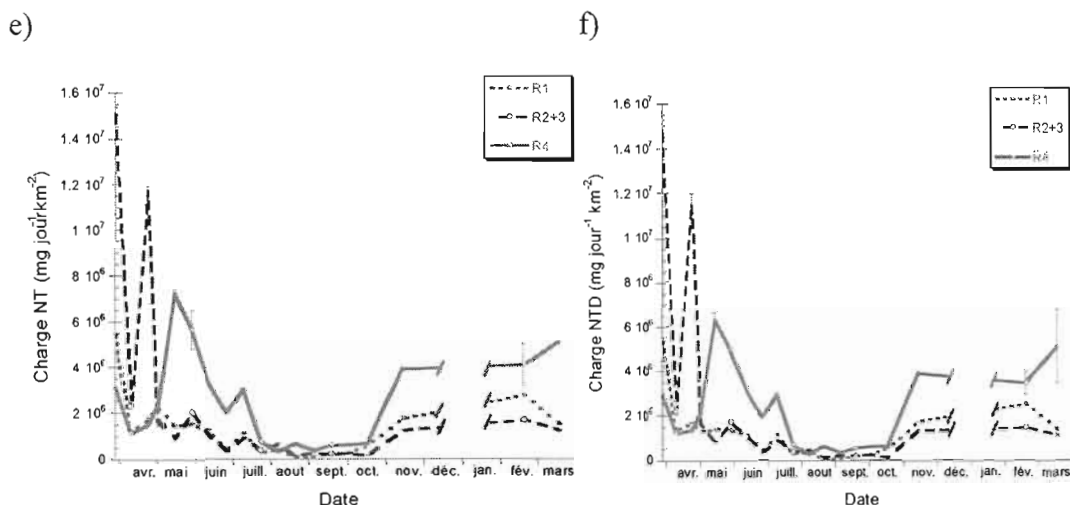 e)
R1
R2+3
R4
1.6 10⁷
1.4 10⁷
1.2 10⁷
1 10⁷
8 10⁶
6 10⁶
4 10⁶
2 10⁶
0
Charge NT (mg jour⁻¹km⁻²)
avr. mai juin juill. aout sept. oct. nov. déc. jan. fév. mars
Date
f)
R1
R2+3
R4
1.6 10⁷
1.4 10⁷
1.2 10⁷
1 10⁷
8 10⁶
6 10⁶
4 10⁶
2 10⁶
0
Charge NTD (mg jour⁻¹ km⁻²)
avr. mai juin juill. aout sept. oct. nov. déc. jan. fév. mars
Date